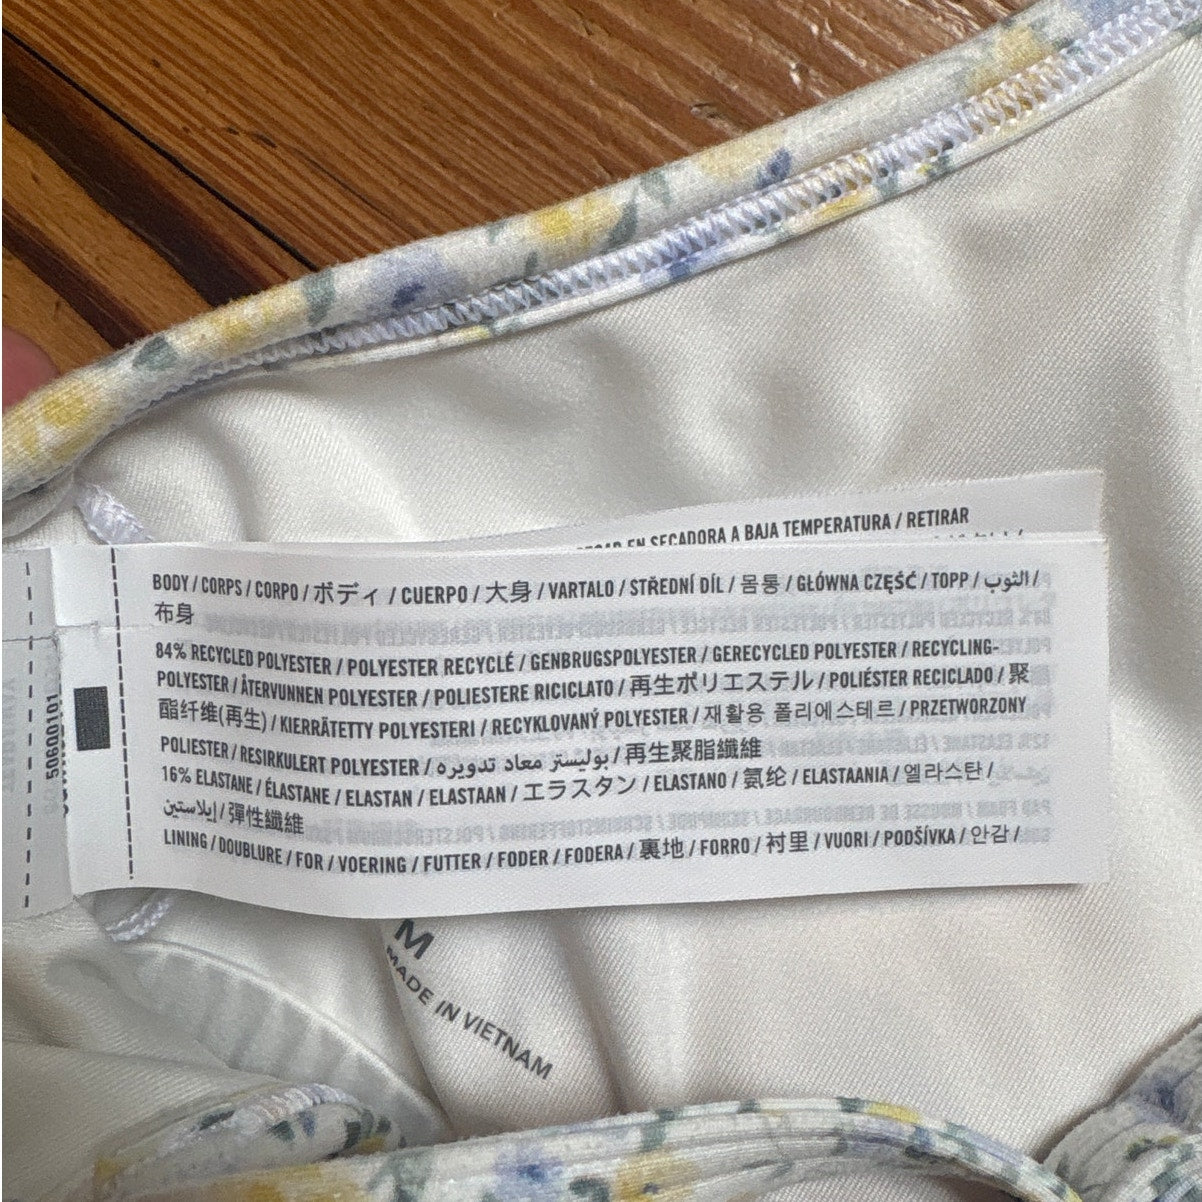 EN SECADORA A BAJA TEMPERATURA / RETIRAR
BODY / CORPS / CORPO / ボディ / CUERPO / 大身 / VARTALO / STŘEDNÍ DÍL / 몸통 / GŁÓWNA CZĘŚĆ / TOPP / الثوب /
布身
84% RECYCLED POLYESTER / POLYESTER RECYCLÉ / GENBRUGSPOLYESTER / GERECYCLED POLYESTER / RECYCLING-
POLYESTER / ÅTERVUNNEN POLYESTER / POLIESTERE RICICLATO / 再生ポリエステル / POLIÉSTER RECICLADO / 聚
酯纤维(再生) / KIERRÄTETTY POLYESTERI / RECYKLOVANÝ POLYESTER / 재활용 폴리에스테르 / PRZETWORZONY
POLIESTER / RESIRKULERT POLYESTER / بوليستر معاد تدويره / 再生聚脂纖維
16% ELASTANE / ÉLASTANE / ELASTAN / ELASTAAN / エラスタン / ELASTANO / 氨纶 / ELASTAANIA / 엘라스탄 /
إيلاستين / 彈性纖維
LINING / DOUBLURE / FOR / VOERING / FUTTER / FODER / FODERA / 裏地 / FORRO / 衬里 / VUORI / PODŠÍVKA / 안감 /
50600101
M
MADE IN VIETNAM